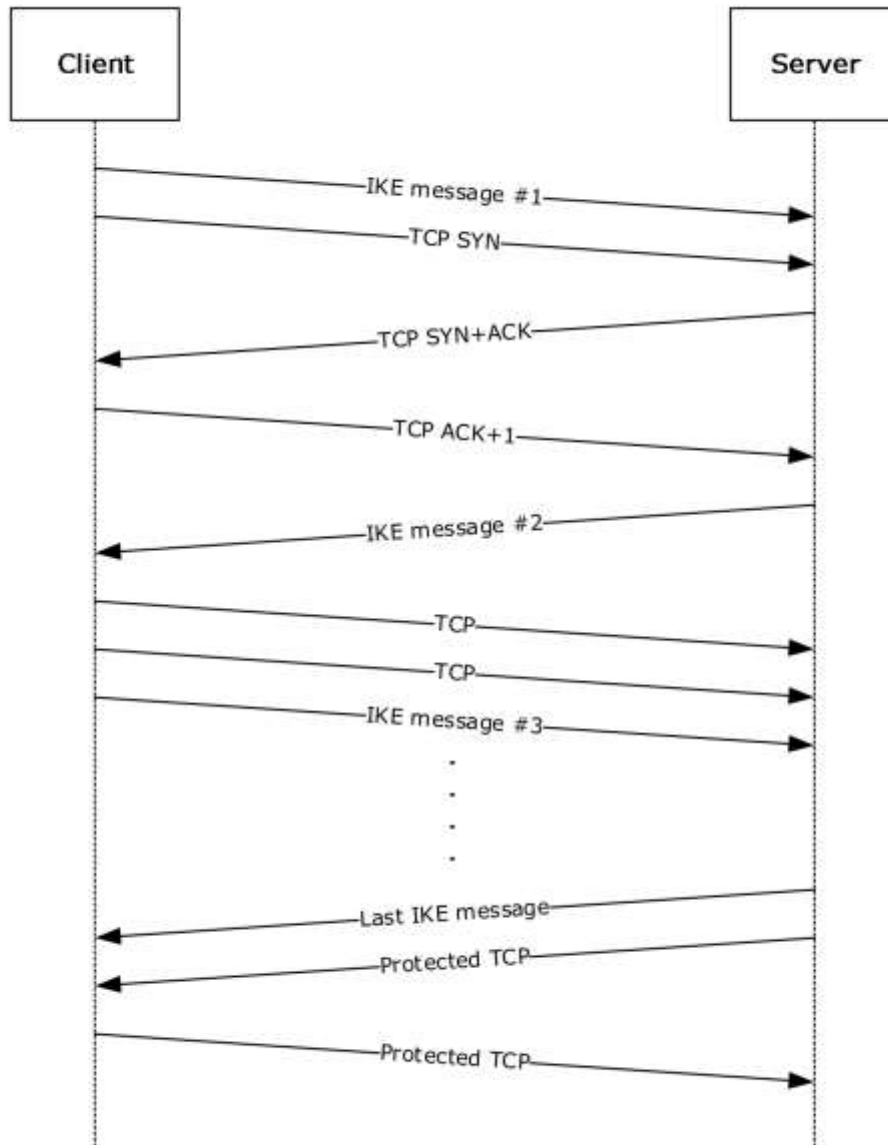 Client
Server
IKE message #1
TCP SYN
TCP SYN+ACK
TCP ACK+1
IKE message #2
TCP
TCP
IKE message #3
Last IKE message
Protected TCP
Protected TCP